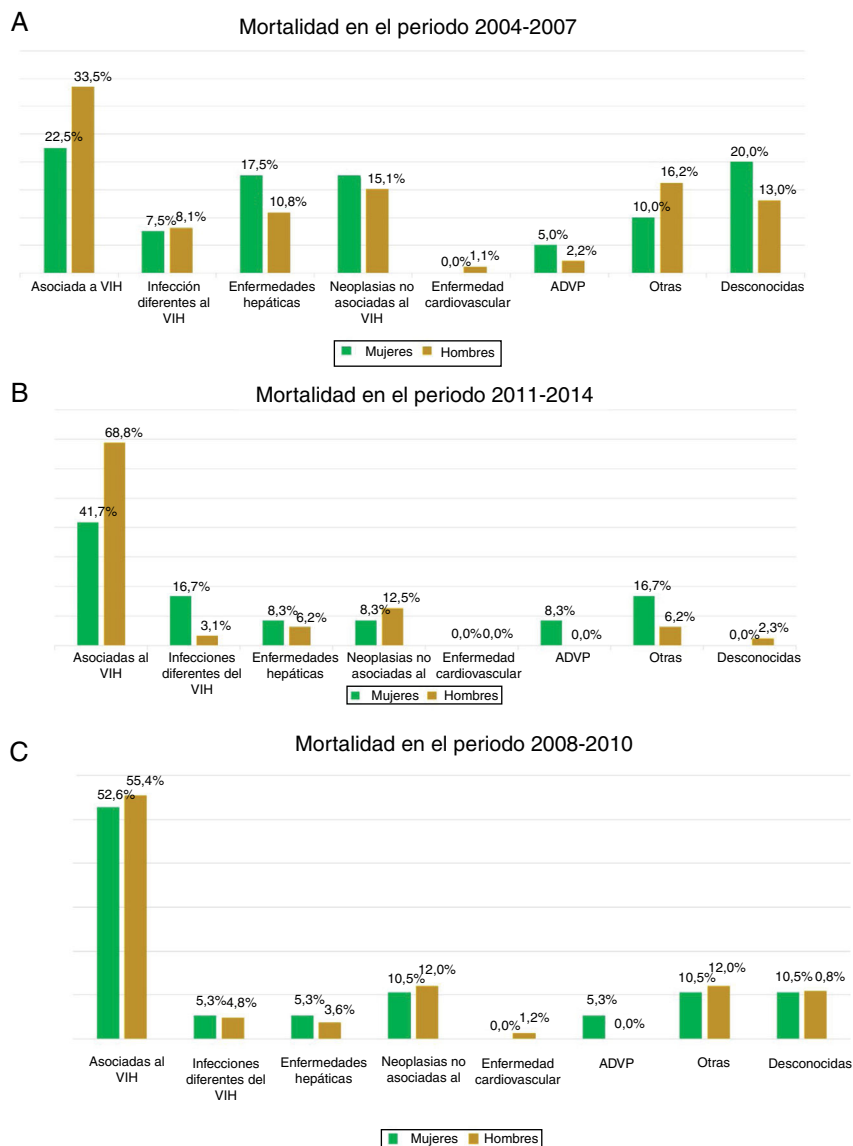 A
Mortalidad en el periodo 2004-2007
33,5%
22,5%
7,5%
8,1%
17,5%
10,8%
15,1%
0,0%
1,1%
5,0%
2,2%
10,0%
16,2%
20,0%
13,0%
Asociada a VIH
Infección
diferentes al
VIH
Enfermedades
hepáticas
Neoplasias no
asociadas al
VIH
Enfermedad
cardiovascular
ADVP
Otras
Desconocidas
Mujeres
Hombres
B
Mortalidad en el periodo 2011-2014
68,8%
41,7%
16,7%
3,1%
8,3%
6,2%
8,3%
12,5%
0,0%
0,0%
8,3%
0,0%
16,7%
6,2%
0,0%
2,3%
Asociadas al
VIH
Infecciones
diferentes del
VIH
Enfermedades
hepáticas
Neoplasias no
asociadas al
Enfermedad
cardiovascular
ADVP
Otras
Desconocidas
Mujeres
Hombres
C
Mortalidad en el periodo 2008-2010
52,6%
55,4%
5,3%
4,8%
5,3%
3,6%
10,5%
12,0%
0,0%
1,2%
5,3%
0,0%
10,5%
12,0%
10,5%
0,8%
Asociadas al
VIH
Infecciones
diferentes del
VIH
Enfermedades
hepáticas
Neoplasias no
asociadas al
Enfermedad
cardiovascular
ADVP
Otras
Desconocidas
Mujeres
Hombres